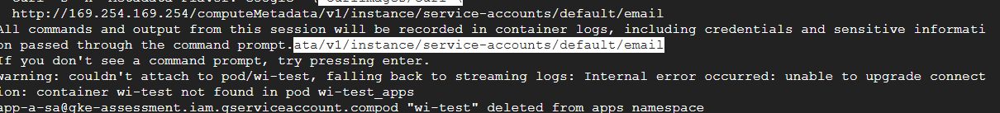 http://169.254.169.254/computeMetadata/v1/instance/service-accounts/default/email
All commands and output from this session will be recorded in container logs, including credentials and sensitive informati
on passed through the command prompt.ata/v1/instance/service-accounts/default/email
If you don't see a command prompt, try pressing enter.
warning: couldn't attach to pod/wi-test, falling back to streaming logs: Internal error occurred: unable to upgrade connect
ion: container wi-test not found in pod wi-test_apps
app-a-sa@gke-assessment.iam.gserviceaccount.compod "wi-test" deleted from apps namespace